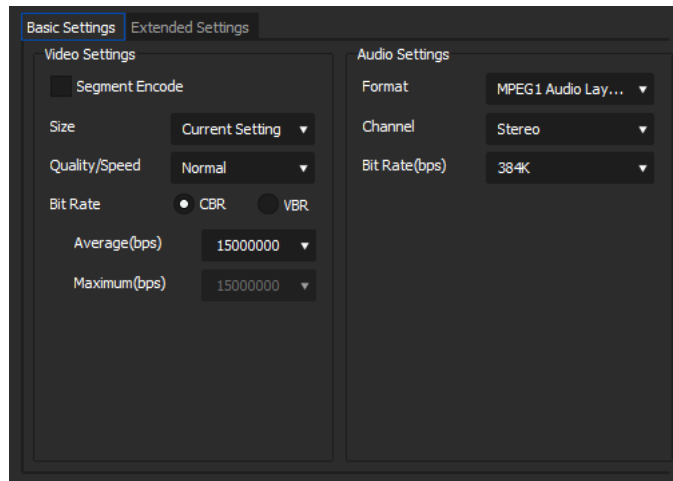 Basic Settings Extended Settings
Video Settings
Segment Encode
Size Current Setting
Quality/Speed Normal
Bit Rate CBR VBR
Average(bps) 15000000
Maximum(bps) 15000000
Audio Settings
Format MPEG1 Audio Lay...
Channel Stereo
Bit Rate(bps) 384K